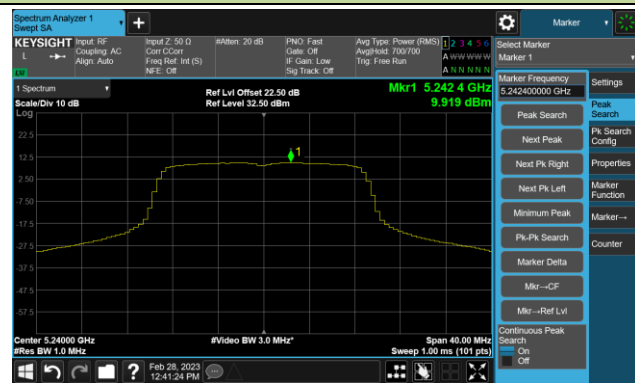 Spectrum Analyzer 1
Swept SA
+
Marker
KEYSIGHT
L
Input: RF
Coupling: AC
Align: Auto
Input Z: 50 Ω
Corr CCorr
Freq Ref: Int (S)
NFE: Off
#Atten: 20 dB
PNO: Fast
Gate: Off
IF Gain: Low
Sig Track: Off
Avg Type: Power (RMS)
Avg|Hold: 700/700
Trig: Free Run
1 2 3 4 5 6
A W W W W W
A N N N N N
LXI
Select Marker
Marker 1
1 Spectrum
Scale/Div 10 dB
Log
Ref Lvl Offset 22.50 dB
Ref Level 32.50 dBm
Mkr1 5.242 4 GHz
9.919 dBm
22.5
12.5
2.50
-7.50
-17.5
-27.5
-37.5
-47.5
-57.5
1
Center 5.24000 GHz
#Res BW 1.0 MHz
#Video BW 3.0 MHz*
Span 40.00 MHz
Sweep 1.00 ms (101 pts)
Marker Frequency
5.242400000 GHz
Peak Search
Next Peak
Next Pk Right
Next Pk Left
Minimum Peak
Pk-Pk Search
Marker Delta
Mkr→CF
Mkr→Ref Lvl
Continuous Peak
Search
On
Off
Settings
Peak
Search
Pk Search
Config
Properties
Marker
Function
Marker→
Counter
?
Feb 28, 2023
12:41:24 PM